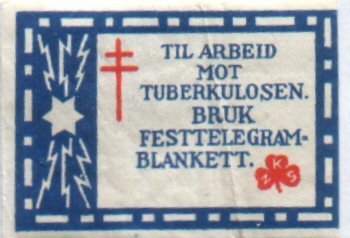 TIL ARBEID
MOT
TUBERKULOSEN.
BRUK
FESTTELEGRAM-
BLANKETT.
N K S